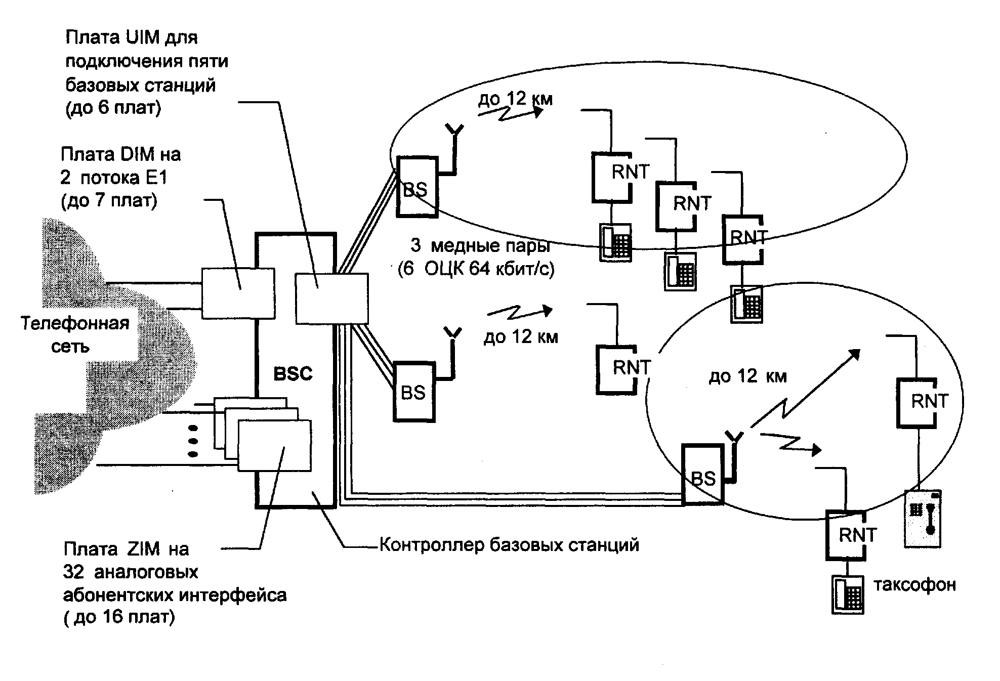 Плата UIM для
подключения пяти
базовых станций
(до 6 плат)
Плата DIM на
2 потока E1
(до 7 плат)
Телефонная
сеть
BSC
Плата ZIM на
32 аналоговых
абонентских интерфейса
( до 16 плат)
Контроллер базовых станций
до 12 км
BS
RNT
RNT
RNT
3 медные пары
(6 ОЦК 64 кбит/с)
до 12 км
BS
RNT
до 12 км
BS
RNT
RNT
таксофон